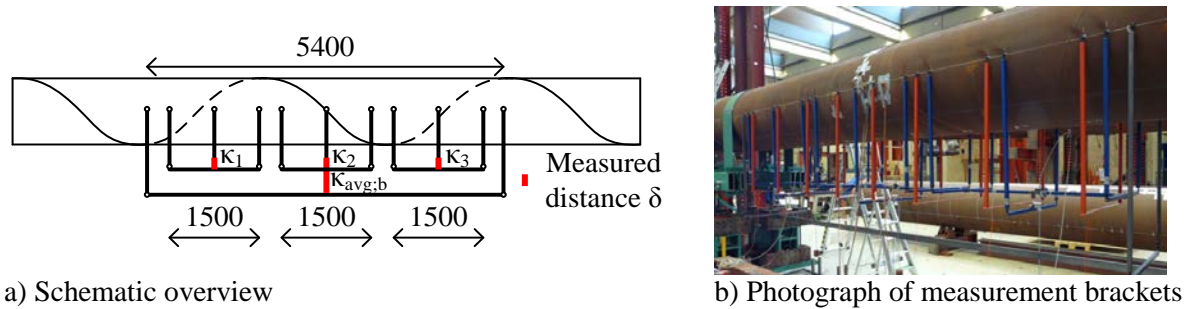 5400
κ1
κ2
κ3
κavg;b
Measured
distance δ
1500
1500
1500
a) Schematic overview
b) Photograph of measurement brackets